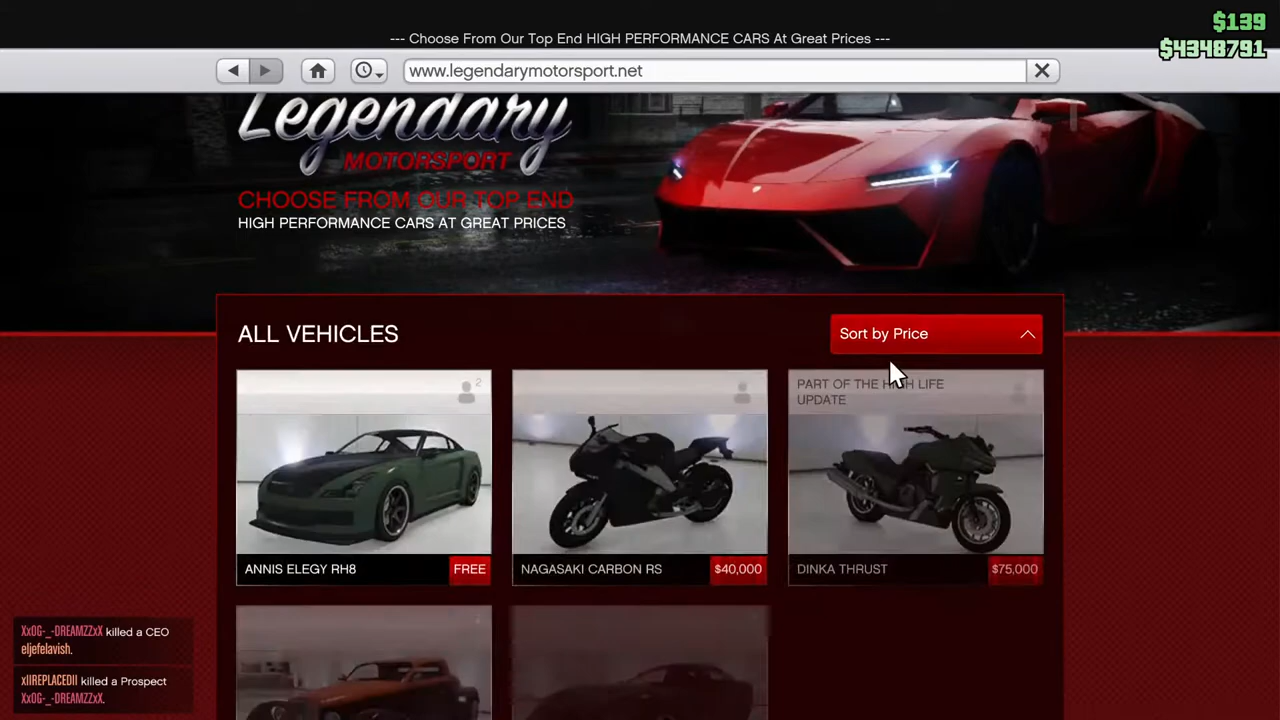 $139
$4348791
--- Choose From Our Top End HIGH PERFORMANCE CARS At Great Prices ---
www.legendarymotorsport.net
Legendary
MOTORSPORT
CHOOSE FROM OUR TOP END
HIGH PERFORMANCE CARS AT GREAT PRICES
ALL VEHICLES
Sort by Price
2
ANNIS ELEGY RH8
FREE
NAGASAKI CARBON RS
$40,000
PART OF THE HIGH LIFE
UPDATE
DINKA THRUST
$75,000
XxOG-_-DREAMZZxX killed a CEO
eljefelavish.
xIIREPLACEDII killed a Prospect
XxOG-_-DREAMZZxX.